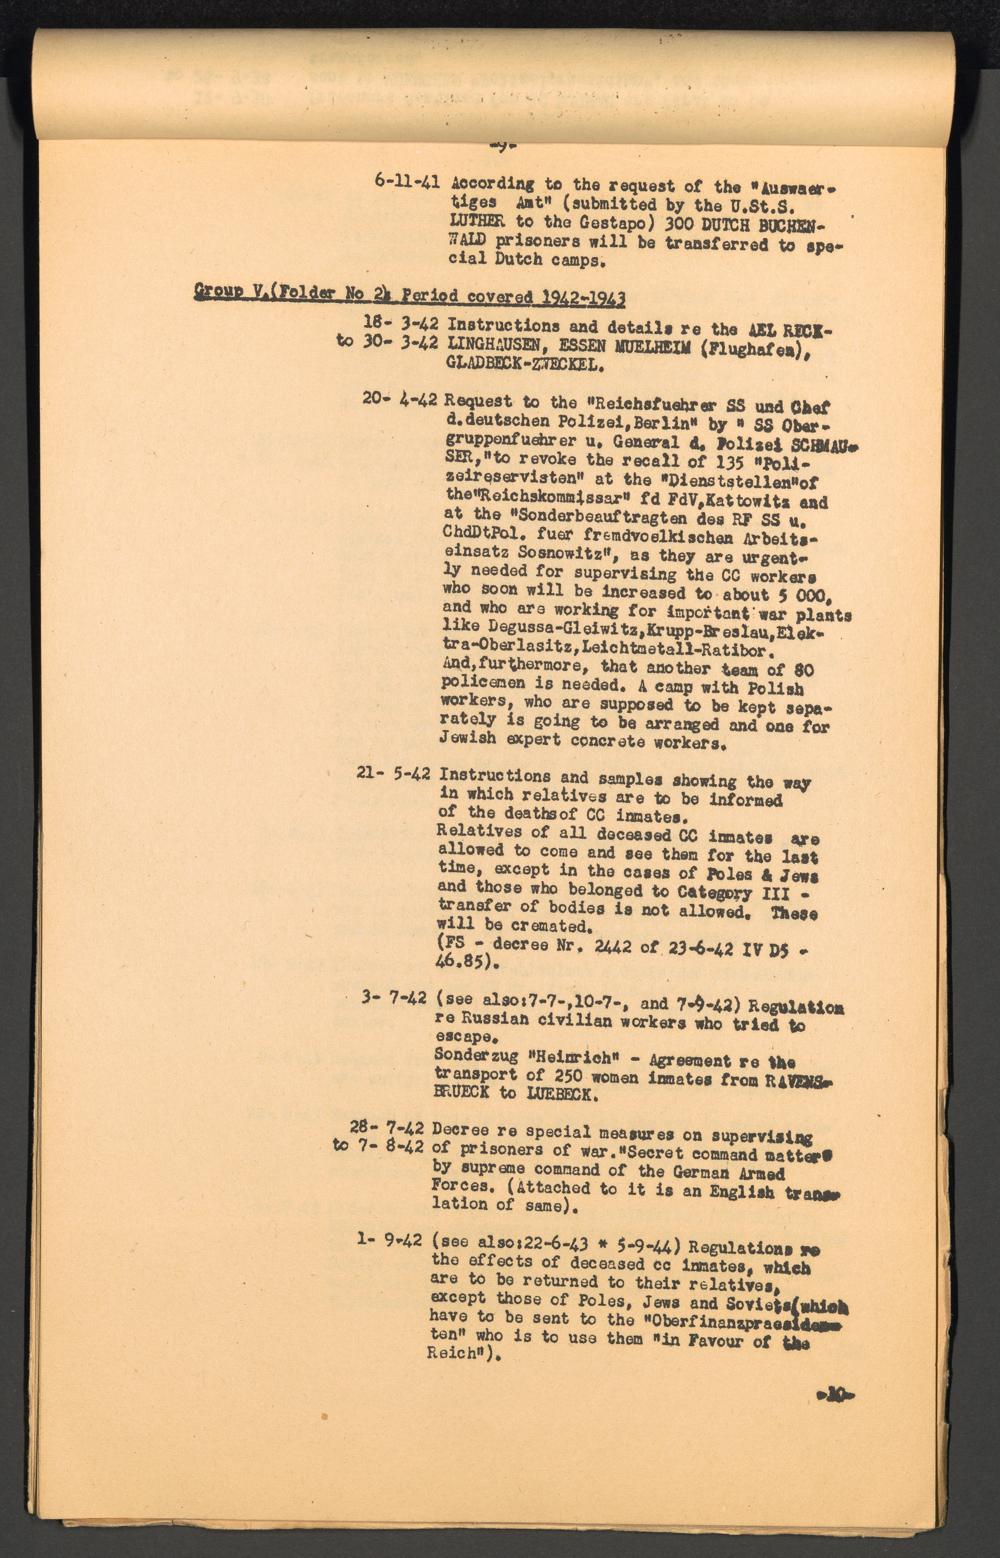 -9-
6-11-41 According to the request of the "Auswaer-
tiges Amt" (submitted by the U.St.S.
LUTHER to the Gestapo) 300 DUTCH BUCHEN-
WALD prisoners will be transferred to spe-
cial Dutch camps.
Group V.(Folder No 2) Period covered 1942-1943
18- 3-42 Instructions and details re the AEL RECK-
to 30- 3-42 LINGHAUSEN, ESSEN MUELHEIM (Flughafen),
GLADBECK-ZWECKEL.
20- 4-42 Request to the "Reichsfuehrer SS und Chef
d.deutschen Polizei,Berlin" by " SS Ober-
gruppenfuehrer u. General d. Polizei SCHMAU-
SER,"to revoke the recall of 135 "Poli-
zeireservisten" at the "Dienststellen"of
the"Reichskommissar" fd FdV,Kattowitz and
at the "Sonderbeauftragten des RF SS u.
ChdDtPol. fuer fremdvoelkischen Arbeits-
einsatz Sosnowitz", as they are urgent-
ly needed for supervising the CC workers
who soon will be increased to about 5 000,
and who are working for important war plants
like Degussa-Gleiwitz,Krupp-Breslau,Elek-
tra-Oberlasitz,Leichtmetall-Ratibor.
And,furthermore, that another team of 80
policemen is needed. A camp with Polish
workers, who are supposed to be kept sepa-
rately is going to be arranged and one for
Jewish expert concrete workers.
21- 5-42 Instructions and samples showing the way
in which relatives are to be informed
of the deathsof CC inmates.
Relatives of all deceased CC inmates are
allowed to come and see them for the last
time, except in the cases of Poles & Jews
and those who belonged to Category III -
transfer of bodies is not allowed. These
will be cremated.
(FS - decree Nr. 2442 of 23-6-42 IV D5 -
46.85).
3- 7-42 (see also:7-7-,10-7-, and 7-9-42) Regulation
re Russian civilian workers who tried to
escape.
Sonderzug "Heinrich" - Agreement re the
transport of 250 women inmates from RAVENS-
BRUECK to LUEBECK.
28- 7-42 Decree re special measures on supervising
to 7- 8-42 of prisoners of war."Secret command matter"
by supreme command of the German Armed
Forces. (Attached to it is an English trans-
lation of same).
1- 9-42 (see also:22-6-43 * 5-9-44) Regulations re
the effects of deceased cc inmates, which
are to be returned to their relatives,
except those of Poles, Jews and Soviets(which
have to be sent to the "Oberfinanzpraesiden-
ten" who is to use them "in Favour of the
Reich").
-10-